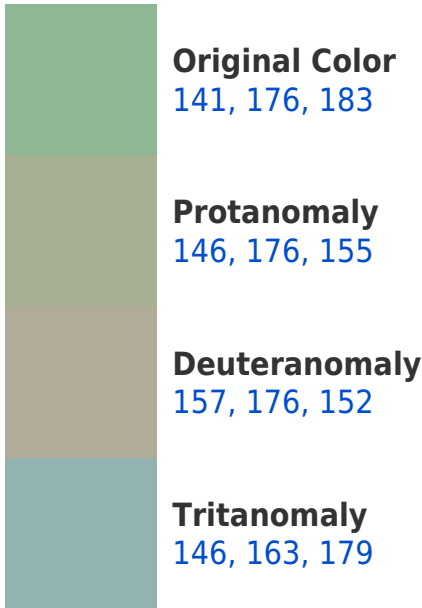 Original Color
141, 176, 183
Protanomaly
146, 176, 155
Deuteranomaly
157, 176, 152
Tritanomaly
146, 163, 179